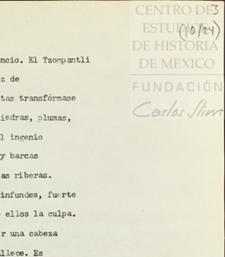 CENTRO DE
3
ESTUDIOS
(10/24)
DE HISTORIA
DE MEXICO
FUNDACIÓN
Carlos Slim
ncio. El Tzompantli
z de
tas transfórmase
iedras, plumas,
l ingenio
y barcas
as riberas.
infundes, fuerte
ellos la culpa.
r una cabeza
llece. Es